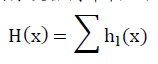 H(x) = ∑ h₁(x)